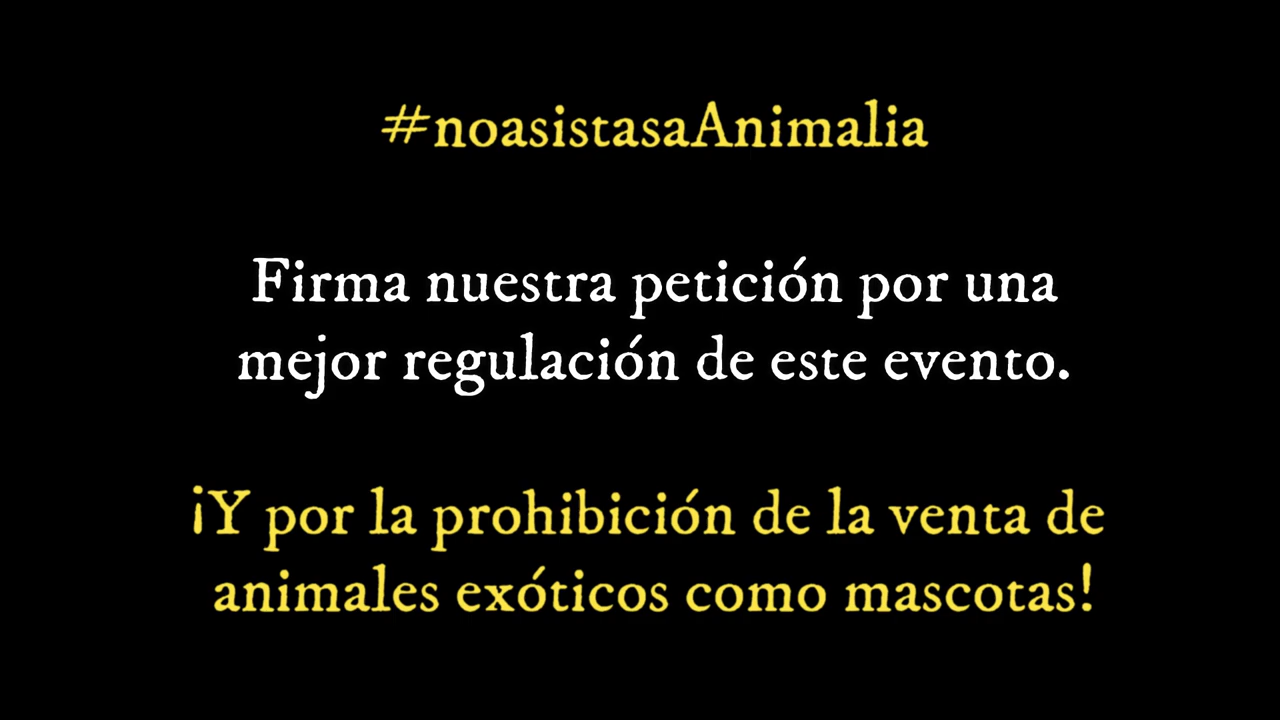 #noasistasaAnimalia
Firma nuestra petición por una
mejor regulación de este evento.
¡Y por la prohibición de la venta de
animales exóticos como mascotas!